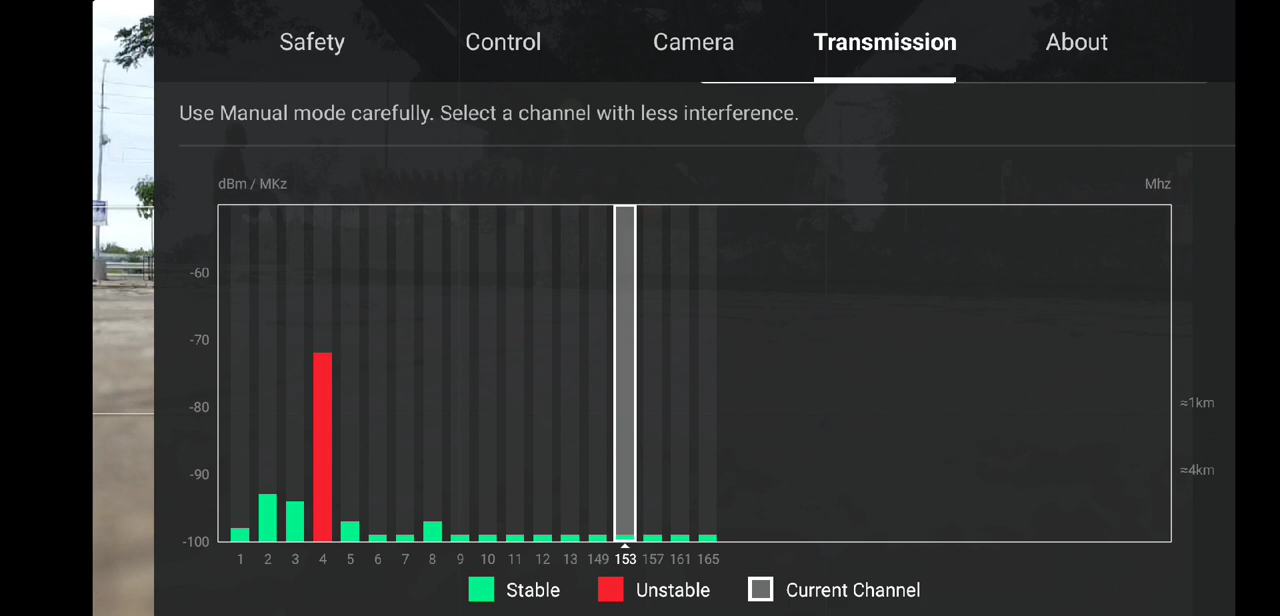 Safety Control Camera Transmission About
Use Manual mode carefully. Select a channel with less interference.
dBm / MKz Mhz
-60
-70
-80 ≈1km
-90 ≈4km
-100
1 2 3 4 5 6 7 8 9 10 11 12 13 149 153 157 161 165
Stable Unstable Current Channel